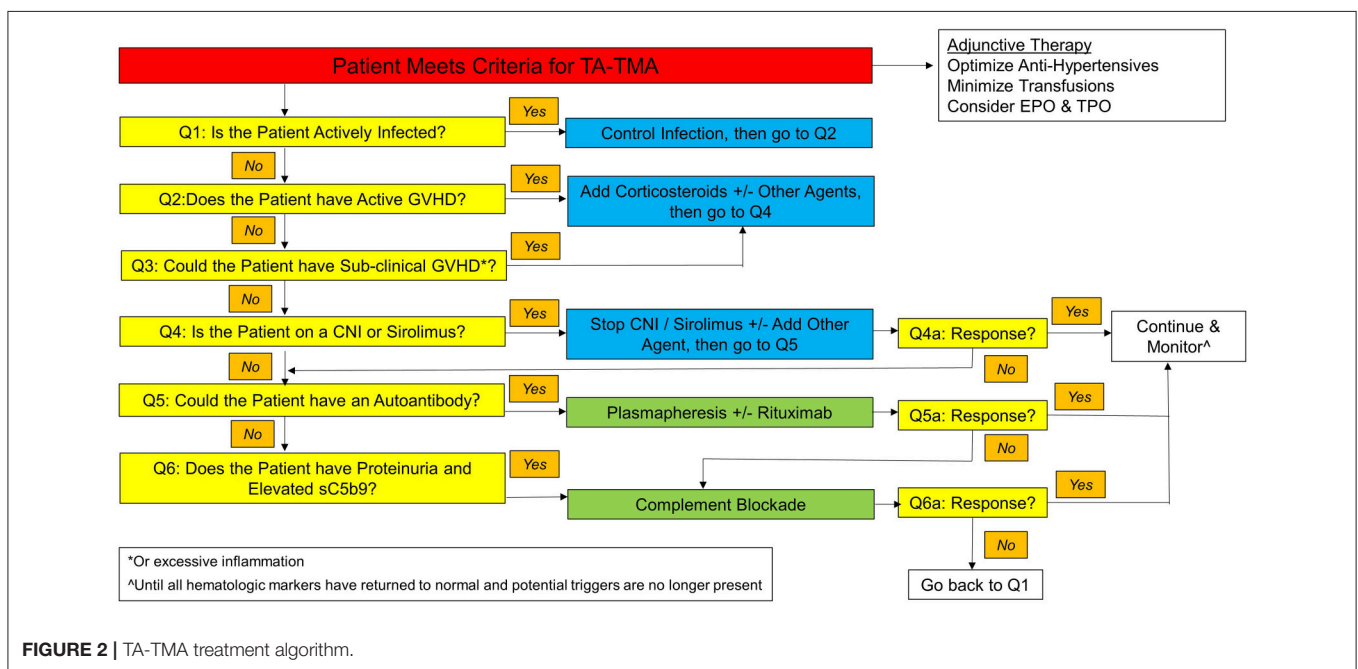 Patient Meets Criteria for TA-TMA
Adjunctive Therapy
Optimize Anti-Hypertensives
Minimize Transfusions
Consider EPO & TPO
Q1: Is the Patient Actively Infected?
Yes
Control Infection, then go to Q2
No
Q2:Does the Patient have Active GVHD?
Yes
Add Corticosteroids +/- Other Agents,
then go to Q4
No
Q3: Could the Patient have Sub-clinical GVHD*?
Yes
No
Q4: Is the Patient on a CNI or Sirolimus?
Yes
Stop CNI / Sirolimus +/- Add Other
Agent, then go to Q5
Q4a: Response?
Yes
Continue &
Monitor^
No
No
Q5: Could the Patient have an Autoantibody?
Yes
Plasmapheresis +/- Rituximab
Q5a: Response?
Yes
No
No
Q6: Does the Patient have Proteinuria and
Elevated sC5b9?
Yes
Complement Blockade
Q6a: Response?
Yes
No
Go back to Q1
*Or excessive inflammation
^Until all hematologic markers have returned to normal and potential triggers are no longer present
FIGURE 2 | TA-TMA treatment algorithm.